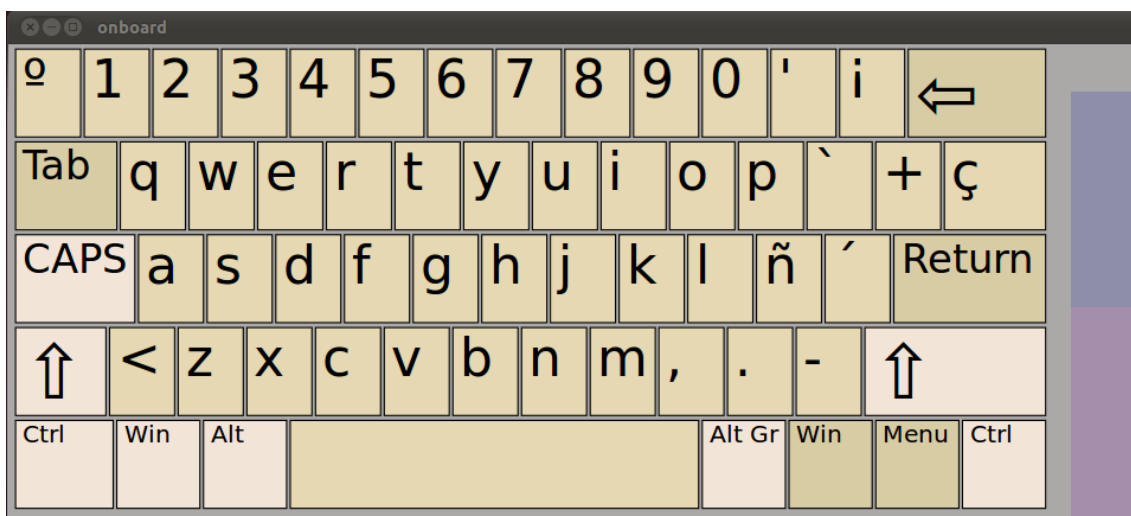 onboard
º 1 2 3 4 5 6 7 8 9 0 ' ¡ ⇦
Tab q w e r t y u i o p ` + ç
CAPS a s d f g h j k l ñ ´ Return
⇧ < z x c v b n m , . - ⇧
Ctrl Win Alt Alt Gr Win Menu Ctrl